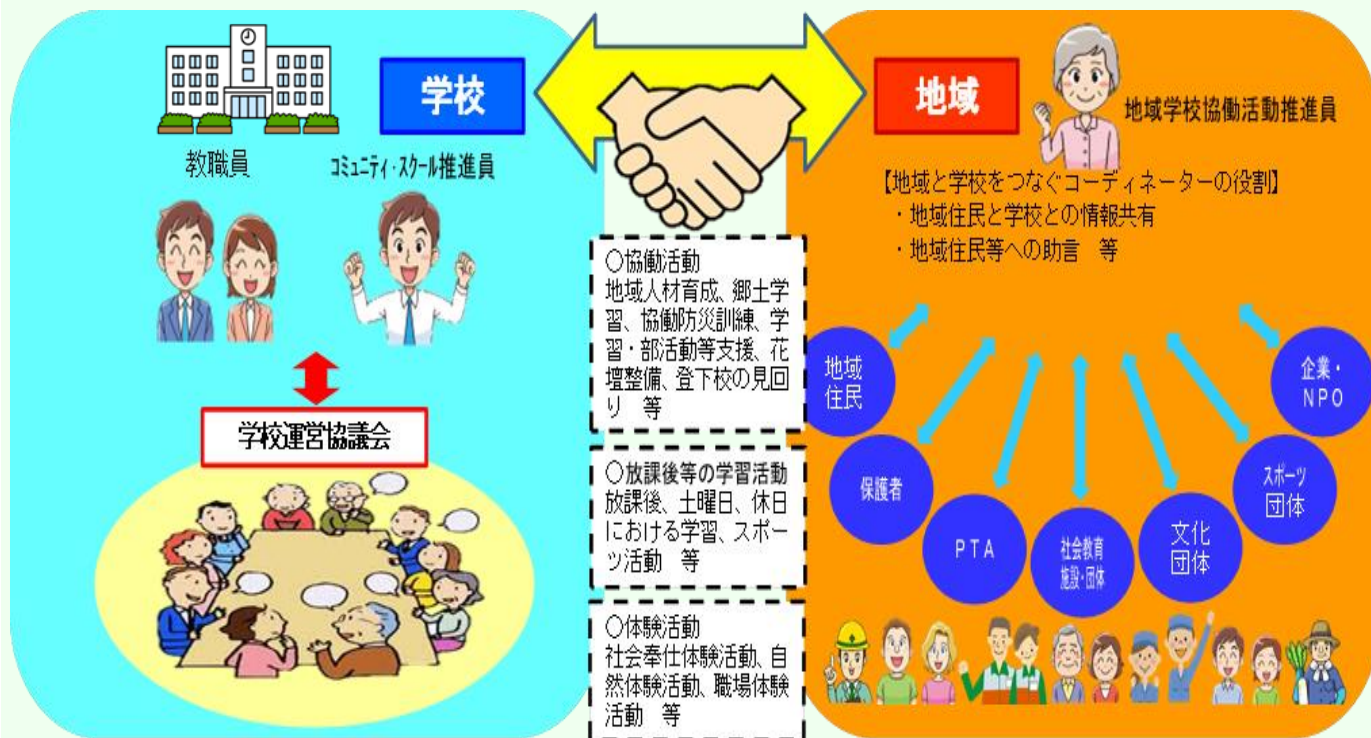 学校
教職員
コミュニティ・スクール推進員
学校運営協議会
○協働活動
地域人材育成、郷土学
習、協働防災訓練、学
習・部活動等支援、花
壇整備、登下校の見回
り　等
○放課後等の学習活動
放課後、土曜日、休日
における学習、スポー
ツ活動　等
○体験活動
社会奉仕体験活動、自
然体験活動、職場体験
活動　等
地域
地域学校協働活動推進員
【地域と学校をつなぐコーディネーターの役割】
・地域住民と学校との情報共有
・地域住民等への助言　等
地域
住民
保護者
PTA
社会教育
施設・団体
文化
団体
スポーツ
団体
企業・
NPO